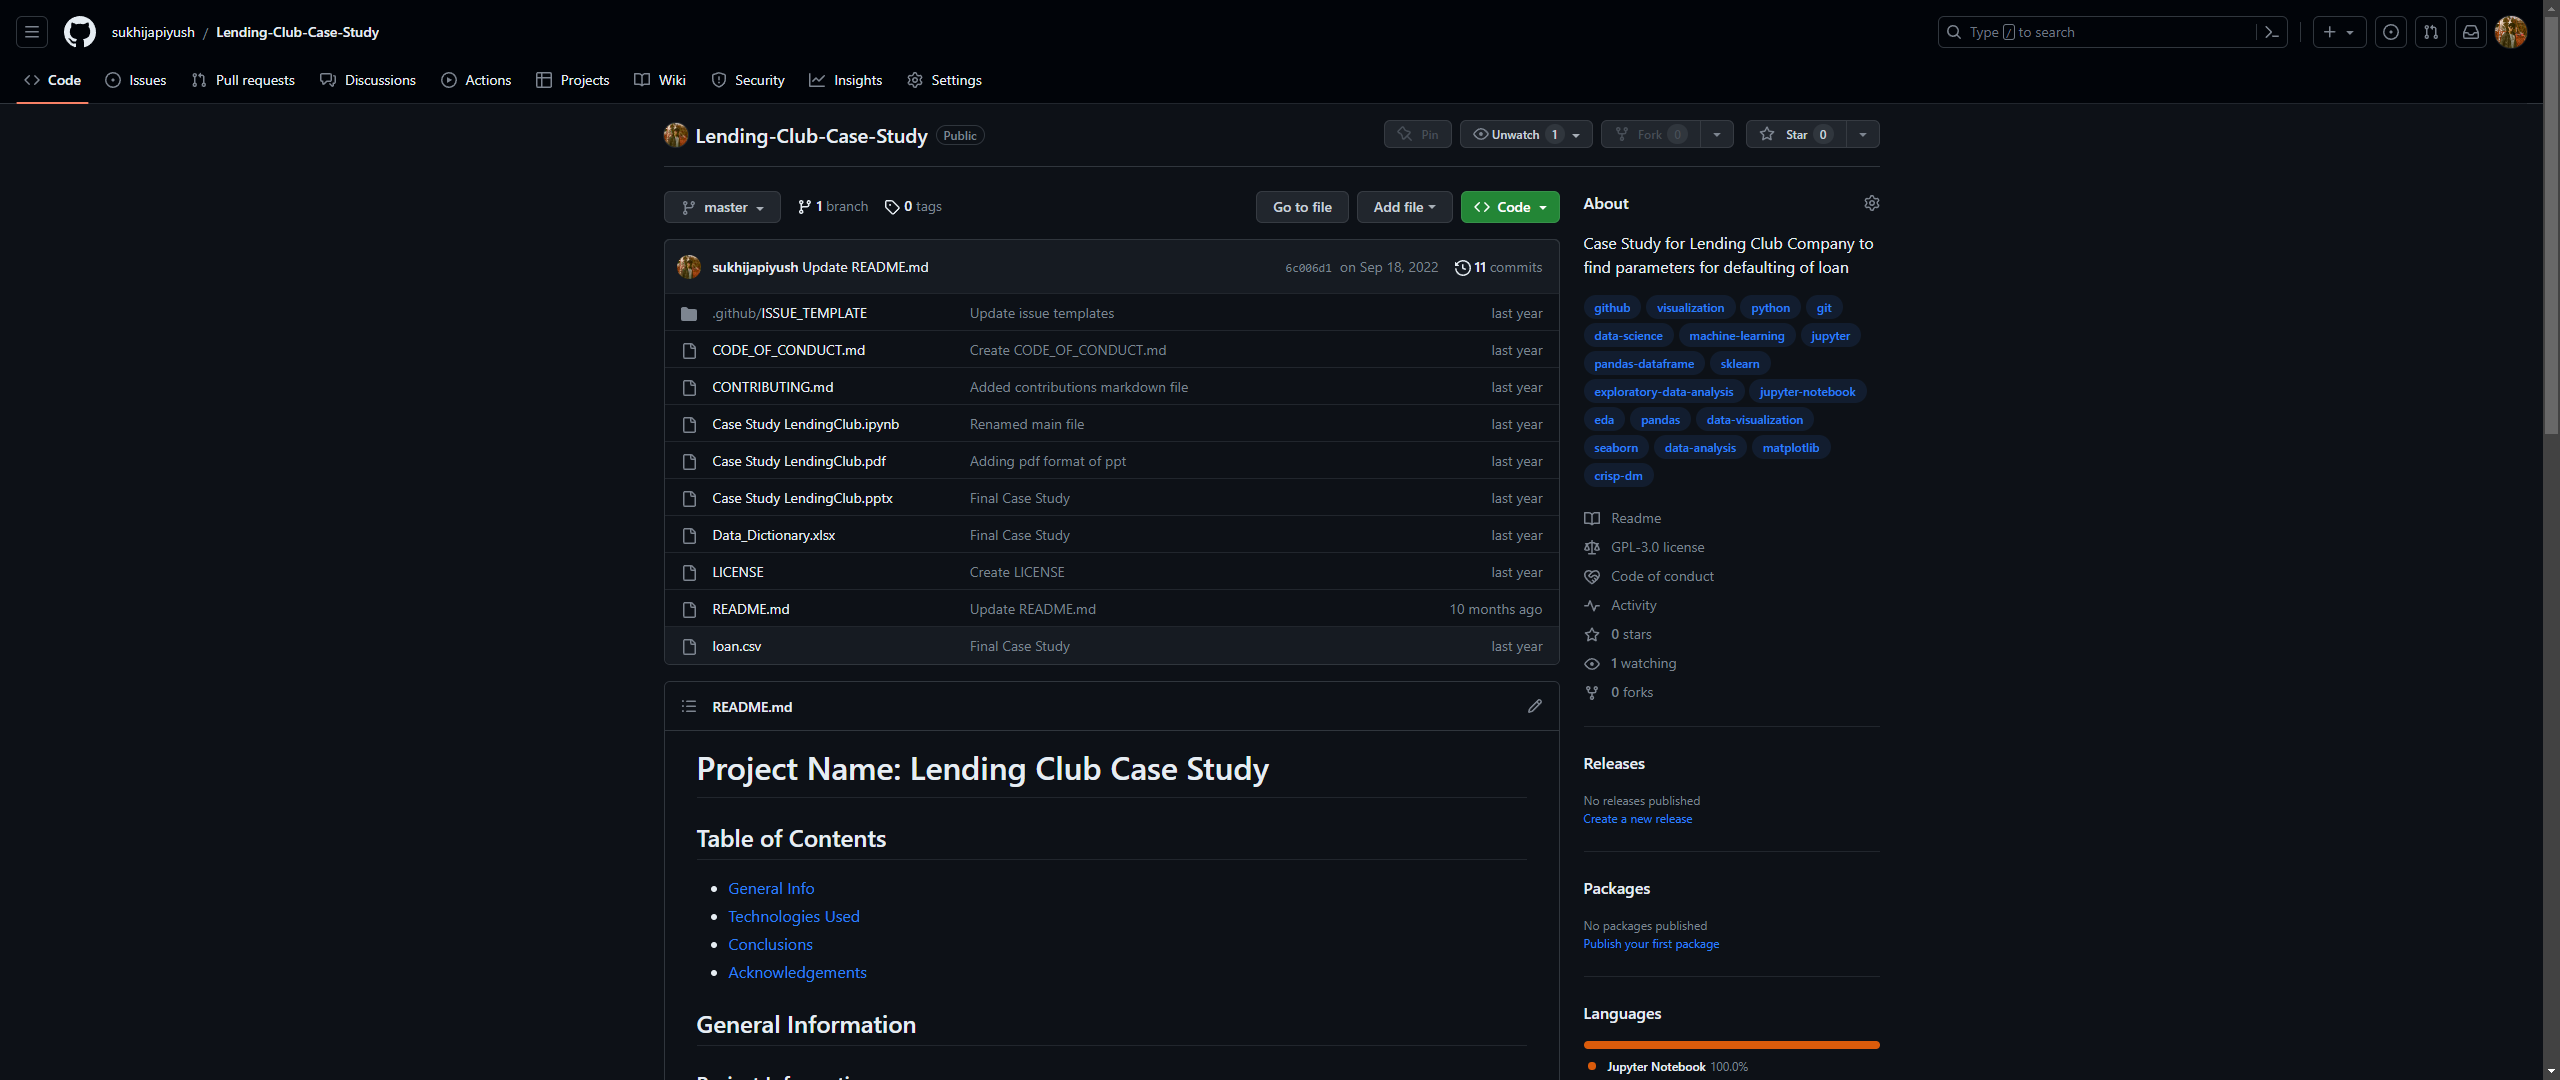 sukhijapiyush / Lending-Club-Case-Study
Type / to search
Code Issues Pull requests Discussions Actions Projects Wiki Security Insights Settings
Lending-Club-Case-Study Public
Pin Unwatch 1 Fork 0 Star 0
master 1 branch 0 tags Go to file Add file Code
sukhijapiyush Update README.md 6c006d1 on Sep 18, 2022 11 commits
.github/ISSUE_TEMPLATE Update issue templates last year
CODE_OF_CONDUCT.md Create CODE_OF_CONDUCT.md last year
CONTRIBUTING.md Added contributions markdown file last year
Case Study LendingClub.ipynb Renamed main file last year
Case Study LendingClub.pdf Adding pdf format of ppt last year
Case Study LendingClub.pptx Final Case Study last year
Data_Dictionary.xlsx Final Case Study last year
LICENSE Create LICENSE last year
README.md Update README.md 10 months ago
loan.csv Final Case Study last year
README.md
Project Name: Lending Club Case Study
Table of Contents
General Info
Technologies Used
Conclusions
Acknowledgements
General Information
About
Case Study for Lending Club Company to
find parameters for defaulting of loan
github visualization python git
data-science machine-learning jupyter
pandas-dataframe sklearn
exploratory-data-analysis jupyter-notebook
eda pandas data-visualization
seaborn data-analysis matplotlib
crisp-dm
Readme
GPL-3.0 license
Code of conduct
Activity
0 stars
1 watching
0 forks
Releases
No releases published
Create a new release
Packages
No packages published
Publish your first package
Languages
Jupyter Notebook 100.0%